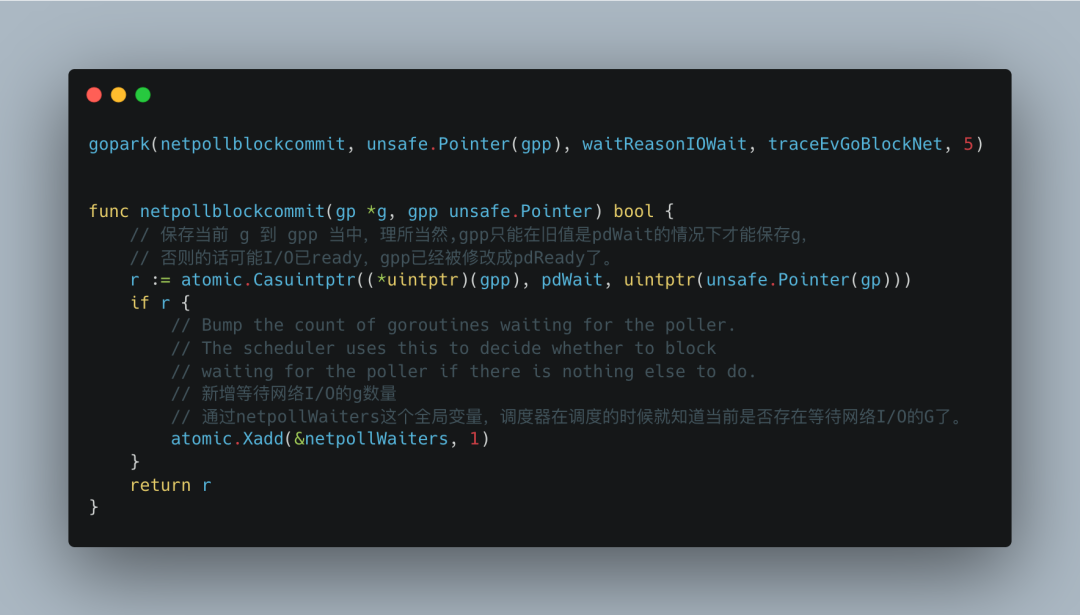 gopark(netpollblockcommit, unsafe.Pointer(gpp), waitReasonIOWait, traceEvGoBlockNet, 5)
func netpollblockcommit(gp *g, gpp unsafe.Pointer) bool {
    // 保存当前 g 到 gpp 当中，理所当然,gpp只能在旧值是pdWait的情况下才能保存g，
    // 否则的话可能I/O已ready，gpp已经被修改成pdReady了。
    r := atomic.Casuintptr((*uintptr)(gpp), pdWait, uintptr(unsafe.Pointer(gp)))
    if r {
        // Bump the count of goroutines waiting for the poller.
        // The scheduler uses this to decide whether to block
        // waiting for the poller if there is nothing else to do.
        // 新增等待网络I/O的g数量
        // 通过netpollWaiters这个全局变量，调度器在调度的时候就知道当前是否存在等待网络I/O的G了。
        atomic.Xadd(&netpollWaiters, 1)
    }
    return r
}